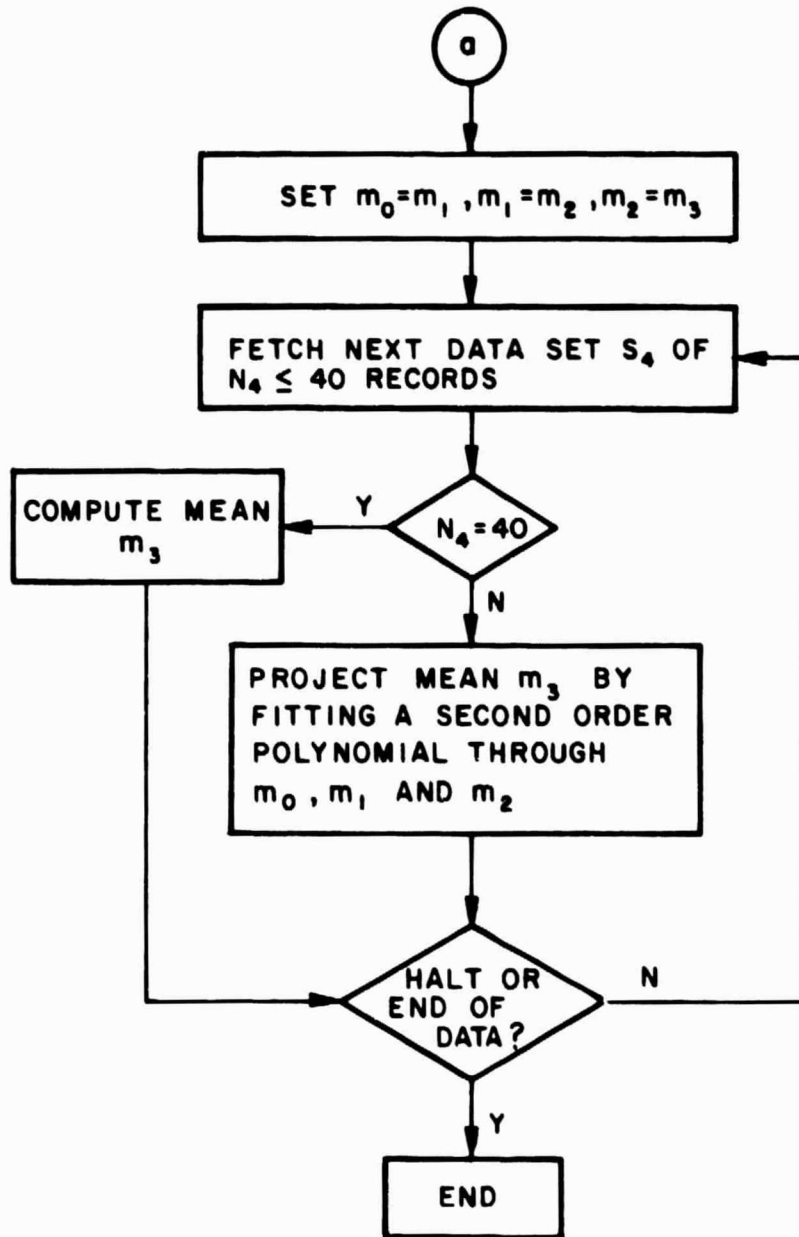 a
SET m₀=m₁, m₁=m₂, m₂=m₃
FETCH NEXT DATA SET S₄ OF
N₄ ≤ 40 RECORDS
COMPUTE MEAN
m₃
Y
N₄=40
N
PROJECT MEAN m₃ BY
FITTING A SECOND ORDER
POLYNOMIAL THROUGH
m₀, m₁ AND m₂
HALT OR
END OF
DATA?
N
Y
END